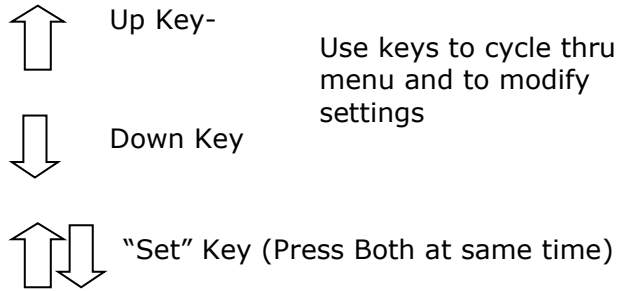 Up Key-
Use keys to cycle thru
menu and to modify
settings
Down Key
“Set” Key (Press Both at same time)